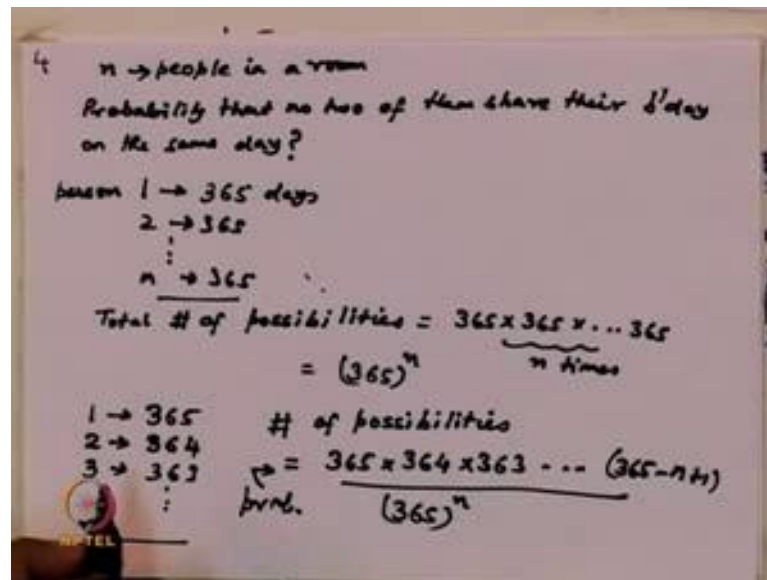 4
n → people in a room
Probability that no two of them share their b'day
on the same day?
person 1 → 365 days
2 → 365
⋮
n → 365
Total # of possibilities = 365 x 365 x ... 365
n times
= (365)^n
1 → 365
2 → 364
3 → 363
⋮
# of possibilities
prob. = 365 x 364 x 363 ... (365-n+1)
(365)^n
NPTEL